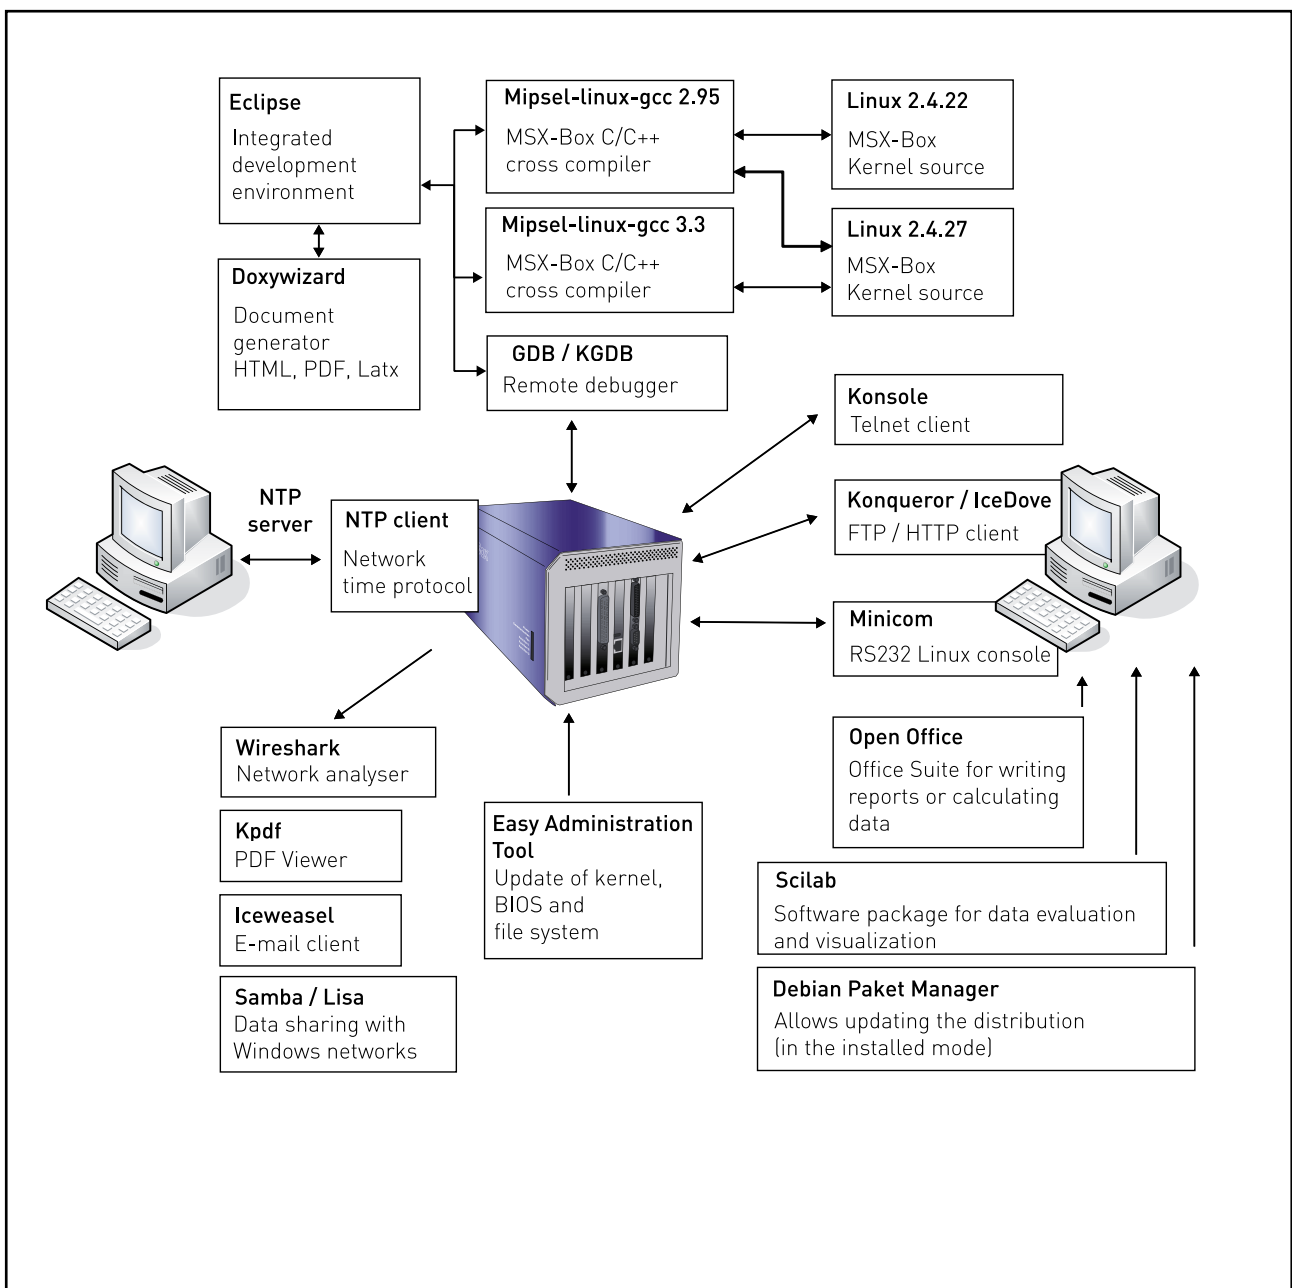 Eclipse
Integrated
development
environment
Mipsel-linux-gcc 2.95
MSX-Box C/C++
cross compiler
Linux 2.4.22
MSX-Box
Kernel source
Mipsel-linux-gcc 3.3
MSX-Box C/C++
cross compiler
Linux 2.4.27
MSX-Box
Kernel source
Doxywizard
Document
generator
HTML, PDF, Latx
GDB / KGDB
Remote debugger
Konsole
Telnet client
NTP
server
NTP client
Network
time protocol
Konqueror / IceDove
FTP / HTTP client
Minicom
RS232 Linux console
Wireshark
Network analyser
Kpdf
PDF Viewer
Iceweasel
E-mail client
Samba / Lisa
Data sharing with
Windows networks
Easy Administration
Tool
Update of kernel,
BIOS and
file system
Open Office
Office Suite for writing
reports or calculating
data
Scilab
Software package for data evaluation
and visualization
Debian Paket Manager
Allows updating the distribution
(in the installed mode)